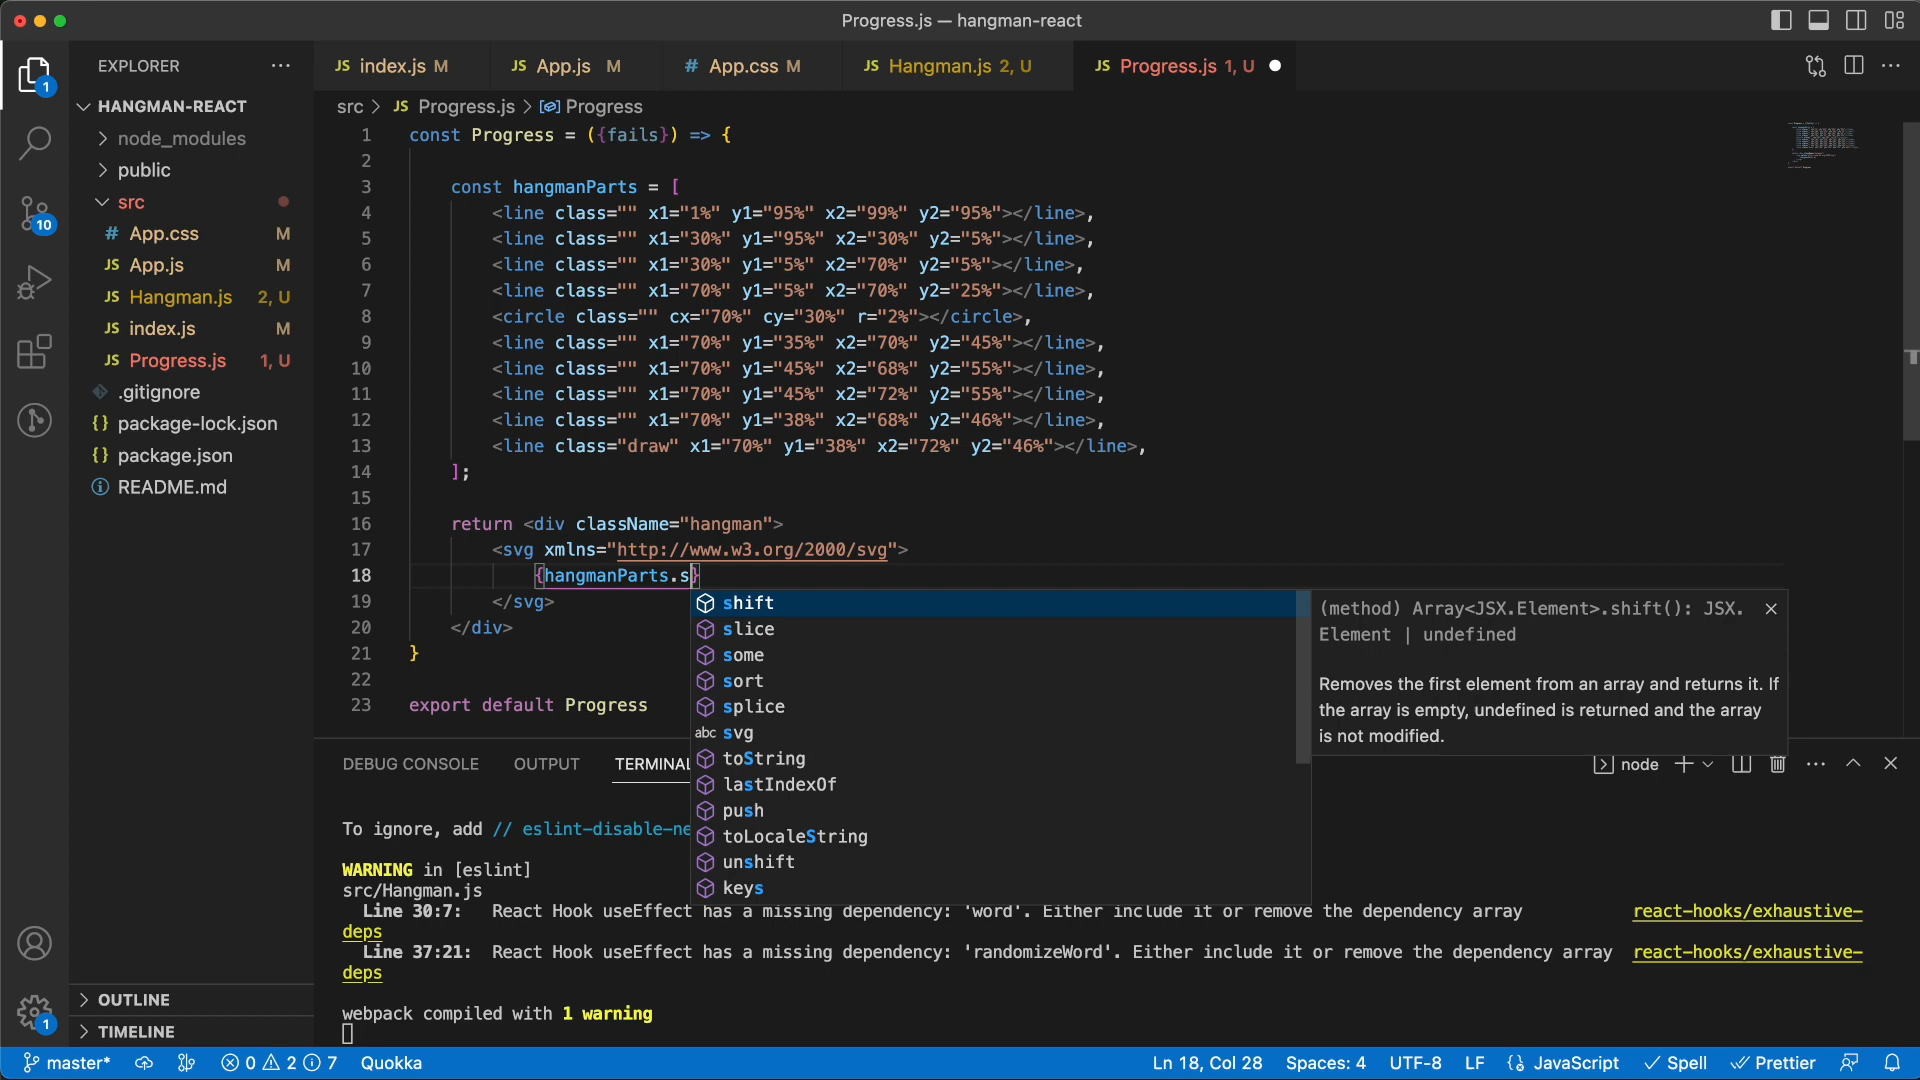 Progress.js — hangman-react
EXPLORER
JS index.js M
JS App.js M
# App.css M
JS Hangman.js 2, U
JS Progress.js 1, U
1
HANGMAN-REACT
src > JS Progress.js > Progress
node_modules
public
src
# App.css M
JS App.js M
JS Hangman.js 2, U
JS index.js M
JS Progress.js 1, U
.gitignore
{} package-lock.json
{} package.json
README.md
10
1 const Progress = ({fails}) => {
2
3 const hangmanParts = [
4 <line class="" x1="1%" y1="95%" x2="99%" y2="95%"></line>,
5 <line class="" x1="30%" y1="95%" x2="30%" y2="5%"></line>,
6 <line class="" x1="30%" y1="5%" x2="70%" y2="5%"></line>,
7 <line class="" x1="70%" y1="5%" x2="70%" y2="25%"></line>,
8 <circle class="" cx="70%" cy="30%" r="2%"></circle>,
9 <line class="" x1="70%" y1="35%" x2="70%" y2="45%"></line>,
10 <line class="" x1="70%" y1="45%" x2="68%" y2="55%"></line>,
11 <line class="" x1="70%" y1="45%" x2="72%" y2="55%"></line>,
12 <line class="" x1="70%" y1="38%" x2="68%" y2="46%"></line>,
13 <line class="draw" x1="70%" y1="38%" x2="72%" y2="46%"></line>,
14 ];
15
16 return <div className="hangman">
17 <svg xmlns="http://www.w3.org/2000/svg">
18 {hangmanParts.s}
19 </svg>
20 </div>
21 }
22
23 export default Progress
shift
slice
some
sort
splice
abc svg
toString
lastIndexOf
push
toLocaleString
unshift
keys
(method) Array<JSX.Element>.shift(): JSX.
Element | undefined
Removes the first element from an array and returns it. If
the array is empty, undefined is returned and the array
is not modified.
DEBUG CONSOLE OUTPUT TERMINAL
node
To ignore, add // eslint-disable-ne
WARNING in [eslint]
src/Hangman.js
Line 30:7: React Hook useEffect has a missing dependency: 'word'. Either include it or remove the dependency array react-hooks/exhaustive-
deps
Line 37:21: React Hook useEffect has a missing dependency: 'randomizeWord'. Either include it or remove the dependency array react-hooks/exhaustive-
deps
webpack compiled with 1 warning
OUTLINE
TIMELINE
1
master* 0 2 7 Quokka
Ln 18, Col 28 Spaces: 4 UTF-8 LF {} JavaScript Spell Prettier